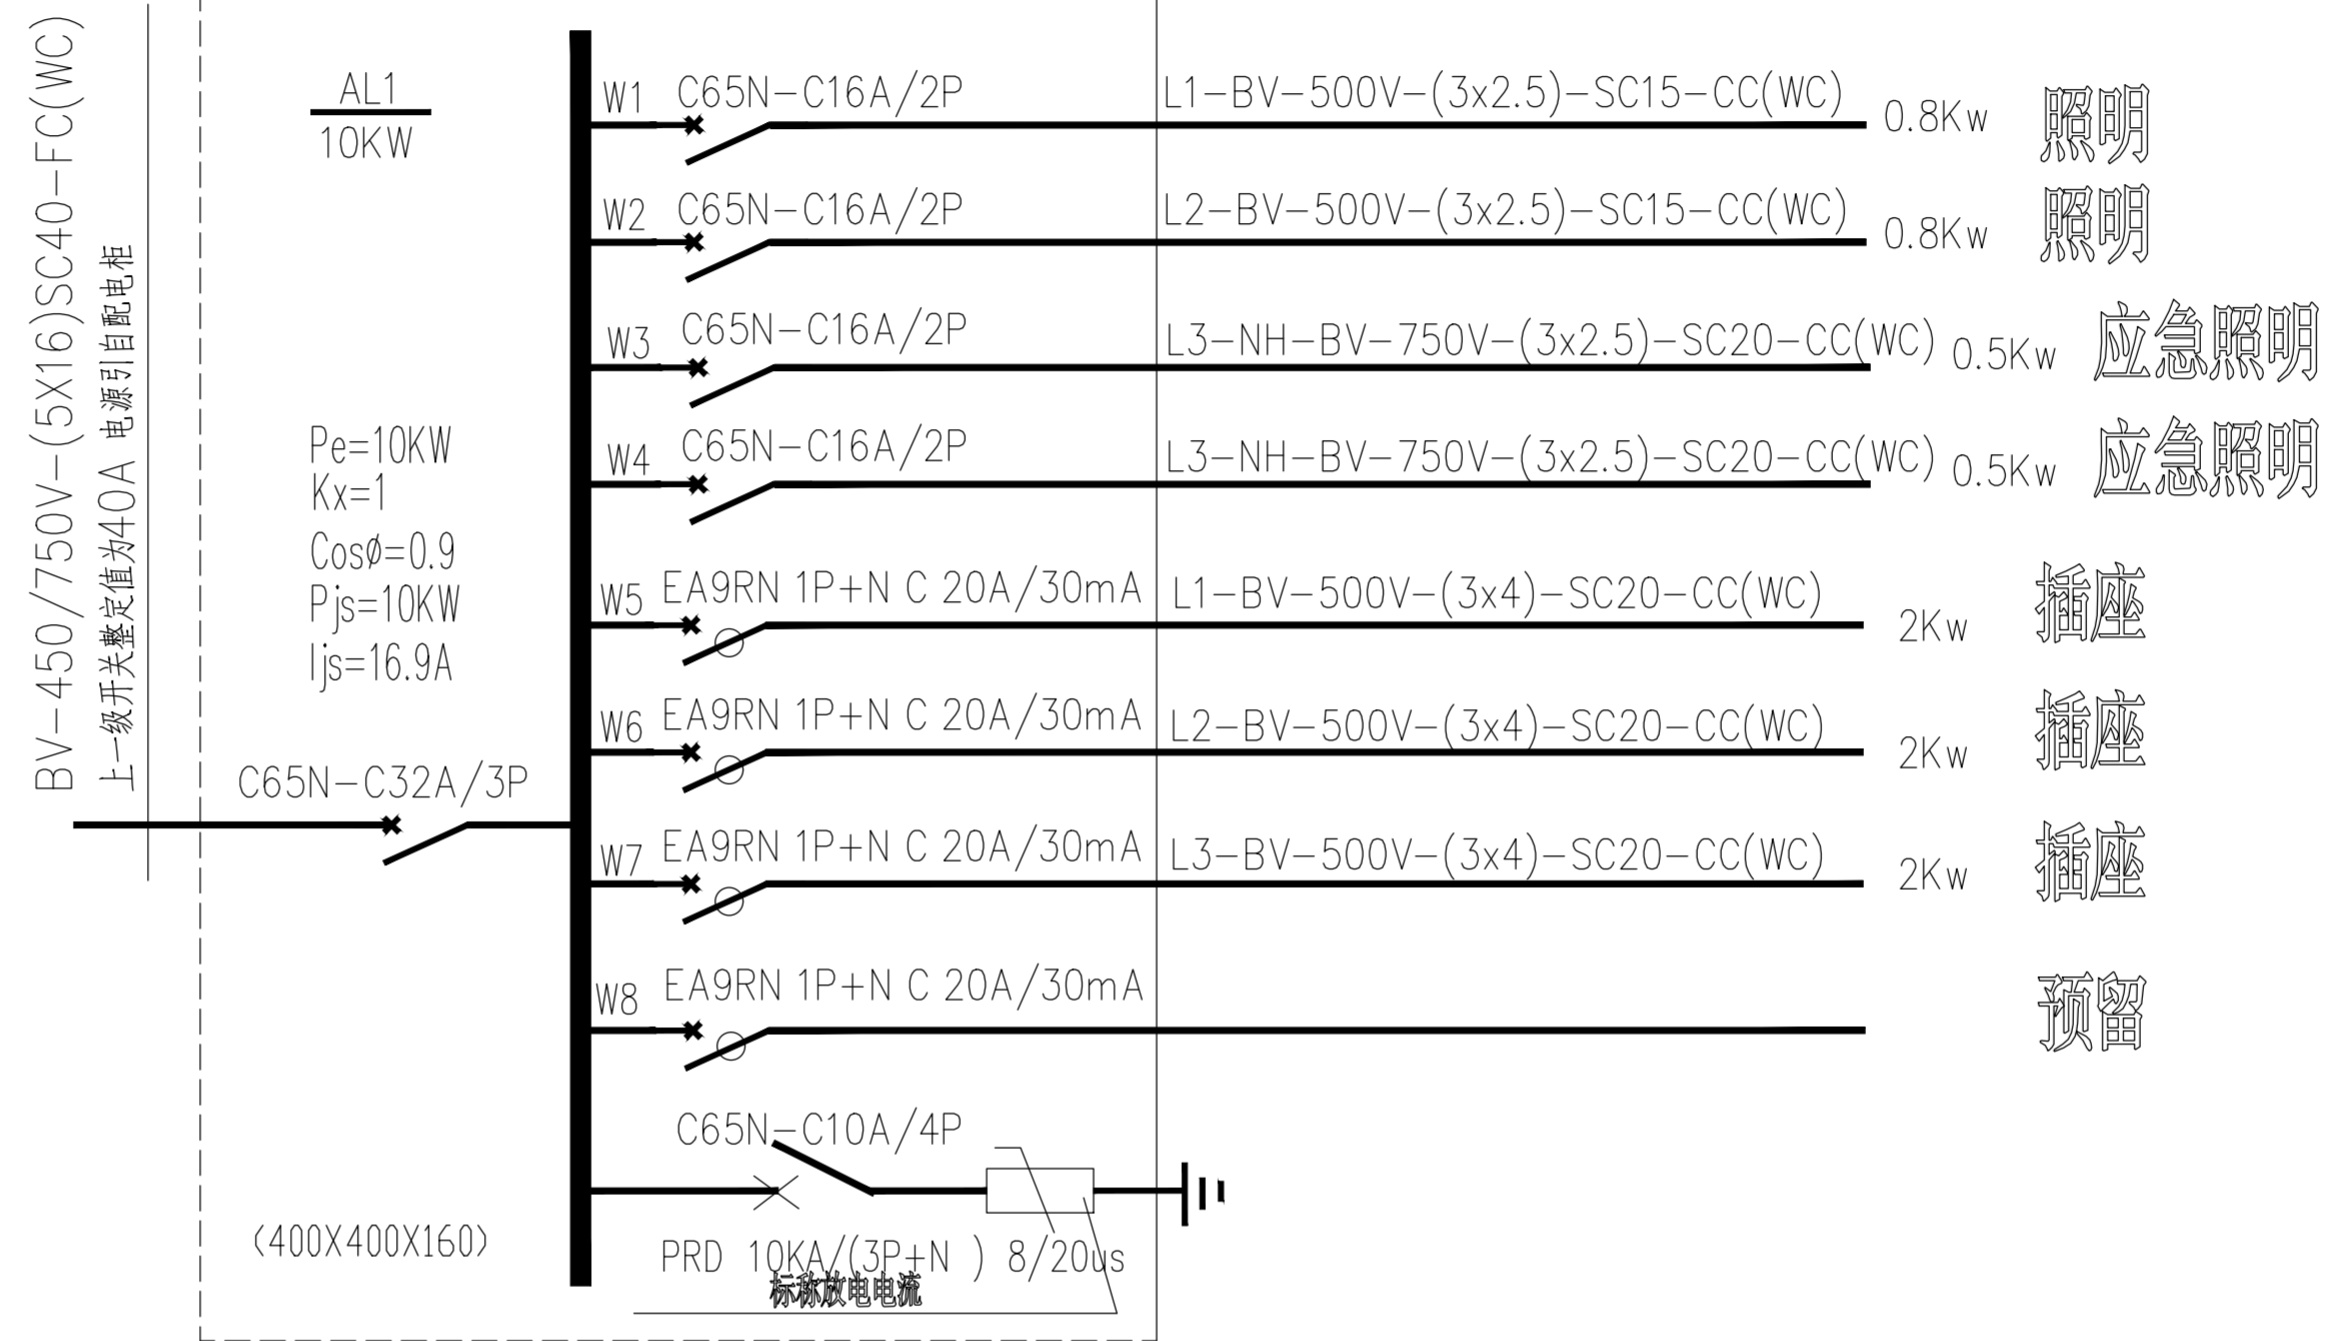 BV-450/750V-(5X16)SC40-FC(WC)
上一级开关整定值为40A 电源引自配电柜
AL1
10KW
Pe=10KW
Kx=1
Cosø=0.9
Pjs=10KW
Ijs=16.9A
C65N-C32A/3P
(400X400X160)
W1 C65N-C16A/2P L1-BV-500V-(3x2.5)-SC15-CC(WC) 0.8Kw 照明
W2 C65N-C16A/2P L2-BV-500V-(3x2.5)-SC15-CC(WC) 0.8Kw 照明
W3 C65N-C16A/2P L3-NH-BV-750V-(3x2.5)-SC20-CC(WC) 0.5Kw 应急照明
W4 C65N-C16A/2P L3-NH-BV-750V-(3x2.5)-SC20-CC(WC) 0.5Kw 应急照明
W5 EA9RN 1P+N C 20A/30mA L1-BV-500V-(3x4)-SC20-CC(WC) 2Kw 插座
W6 EA9RN 1P+N C 20A/30mA L2-BV-500V-(3x4)-SC20-CC(WC) 2Kw 插座
W7 EA9RN 1P+N C 20A/30mA L3-BV-500V-(3x4)-SC20-CC(WC) 2Kw 插座
W8 EA9RN 1P+N C 20A/30mA 预留
C65N-C10A/4P
PRD 10KA/(3P+N ) 8/20us
标称放电电流